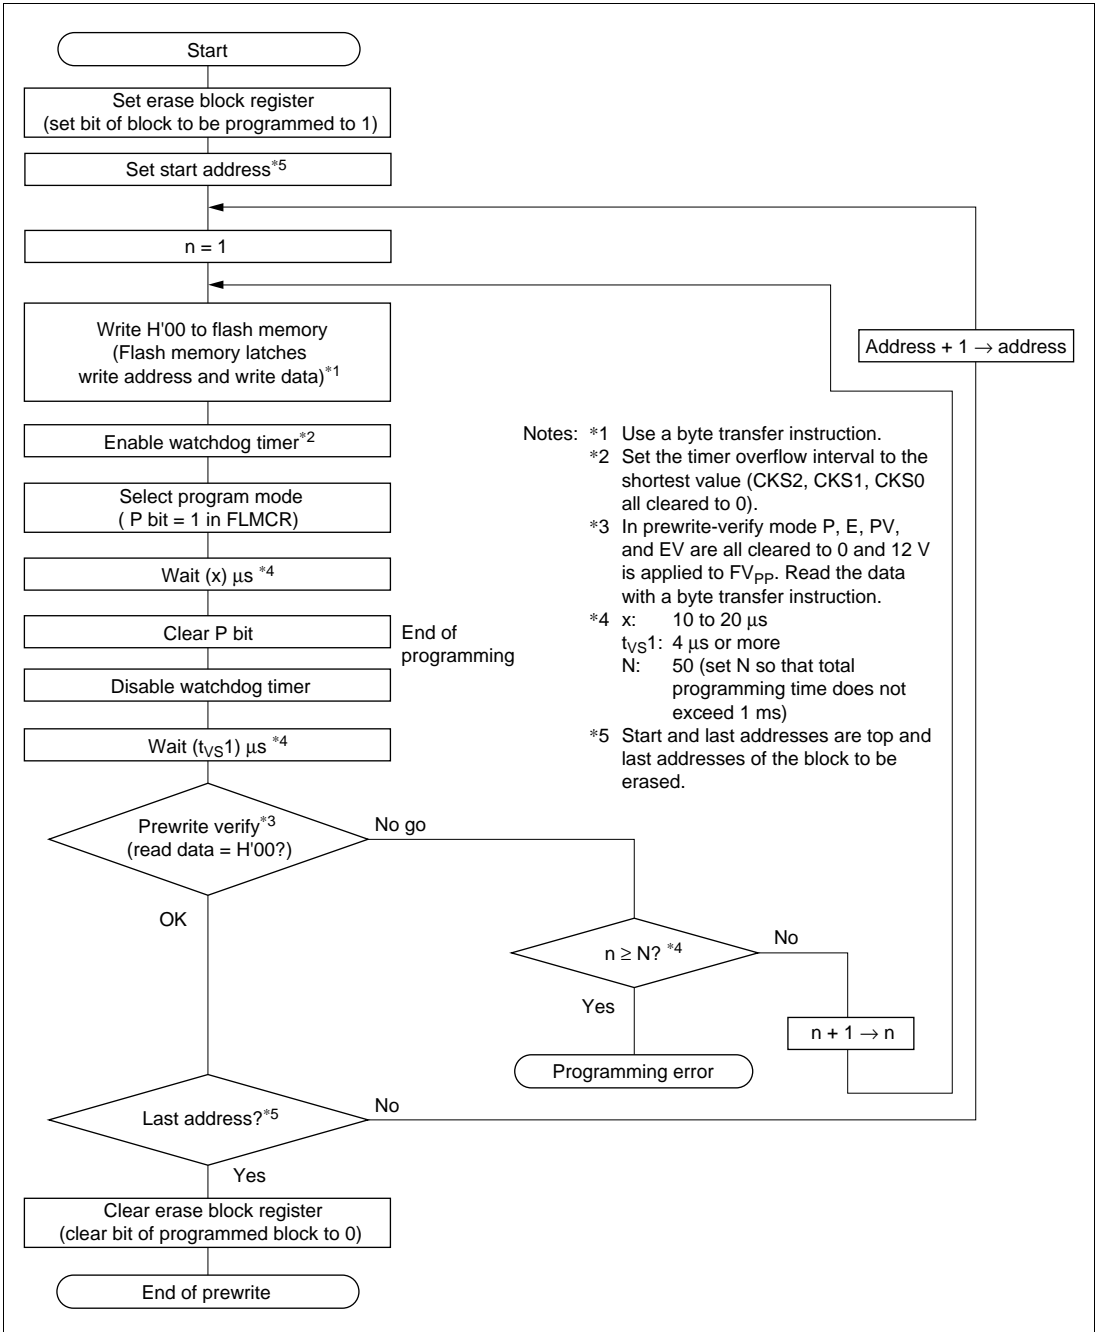 Start
Set erase block register
(set bit of block to be programmed to 1)
Set start address*5
n = 1
Write H'00 to flash memory
(Flash memory latches
write address and write data)*1
Address + 1 → address
Enable watchdog timer*2
Select program mode
( P bit = 1 in FLMCR)
Wait (x) μs *4
Clear P bit
End of
programming
Disable watchdog timer
Wait (tVS1) μs *4
Notes: *1 Use a byte transfer instruction.
*2 Set the timer overflow interval to the
shortest value (CKS2, CKS1, CKS0
all cleared to 0).
*3 In prewrite-verify mode P, E, PV,
and EV are all cleared to 0 and 12 V
is applied to FVPP. Read the data
with a byte transfer instruction.
*4 x: 10 to 20 μs
tVS1: 4 μs or more
N: 50 (set N so that total
programming time does not
exceed 1 ms)
*5 Start and last addresses are top and
last addresses of the block to be
erased.
Prewrite verify*3
(read data = H'00?)
No go
OK
n ≥ N? *4
No
Yes
n + 1 → n
Programming error
Last address?*5
No
Yes
Clear erase block register
(clear bit of programmed block to 0)
End of prewrite